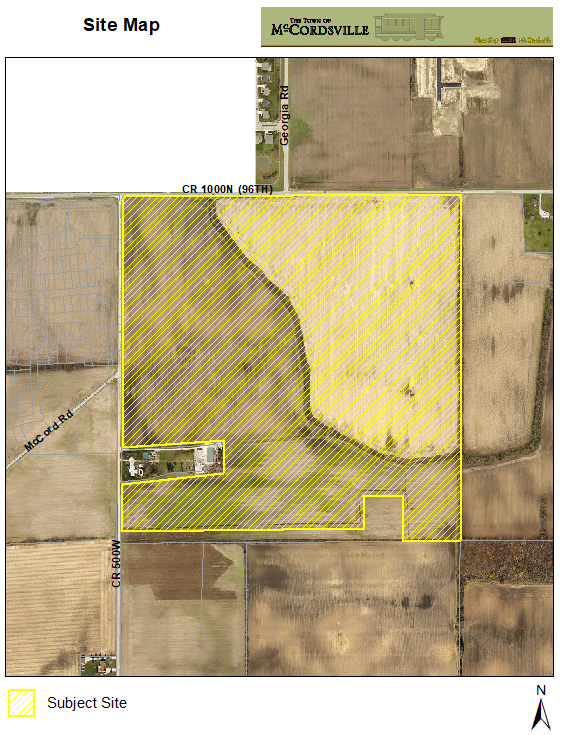 Site Map
THE TOWN OF
MCCORDSVILLE
Georgia Rd
CR 1000N (96TH)
McCord Rd
CR 500W
Subject Site
N